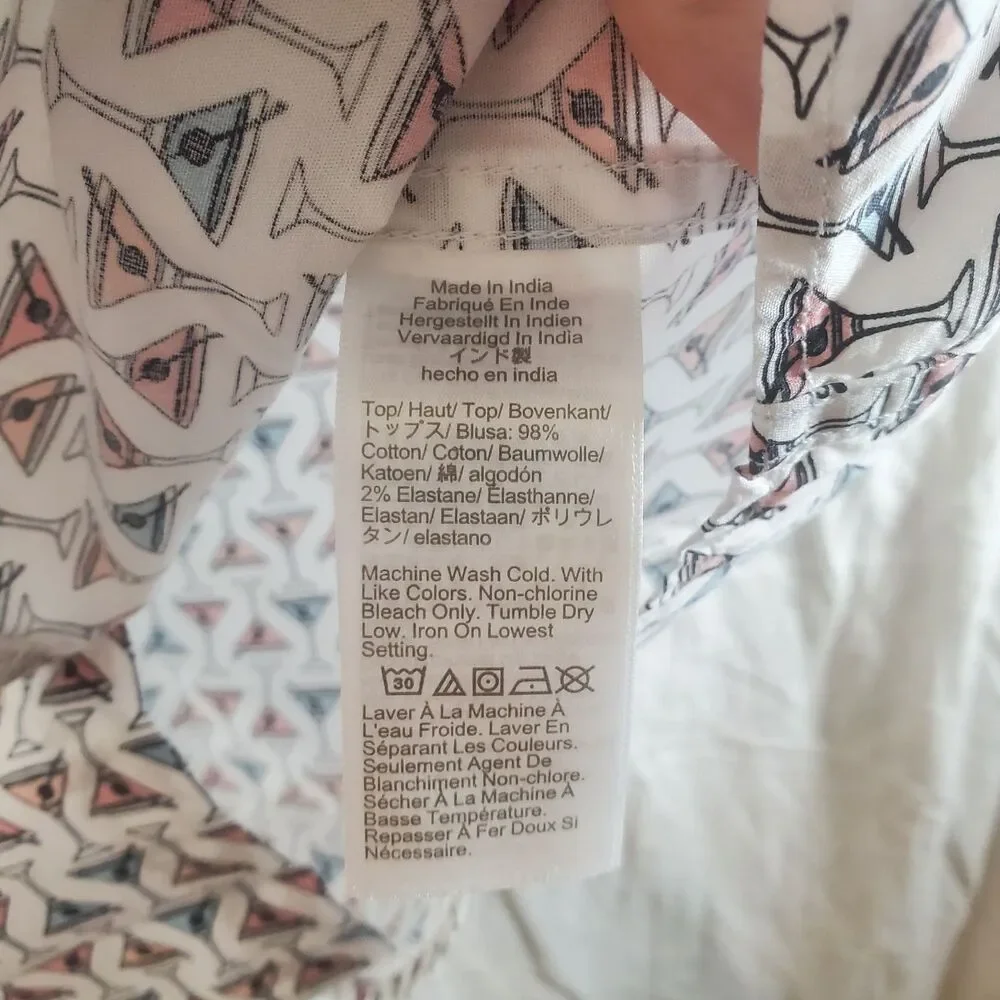 Made In India
Fabriqué En Inde
Hergestellt In Indien
Vervaardigd In India
インド製
hecho en india
Top/ Haut/ Top/ Bovenkant/
トップス/ Blusa: 98%
Cotton/ Coton/ Baumwolle/
Katoen/ 綿/ algodón
2% Elastane/ Élasthanne/
Elastan/ Elastaan/ ポリウレ
タン/ elastano
Machine Wash Cold. With
Like Colors. Non-chlorine
Bleach Only. Tumble Dry
Low. Iron On Lowest
Setting.
30
Laver À La Machine À
L'eau Froide. Laver En
Séparant Les Couleurs.
Seulement Agent De
Blanchiment Non-chlore.
Sécher À La Machine À
Basse Température.
Repasser À Fer Doux Si
Nécessaire.